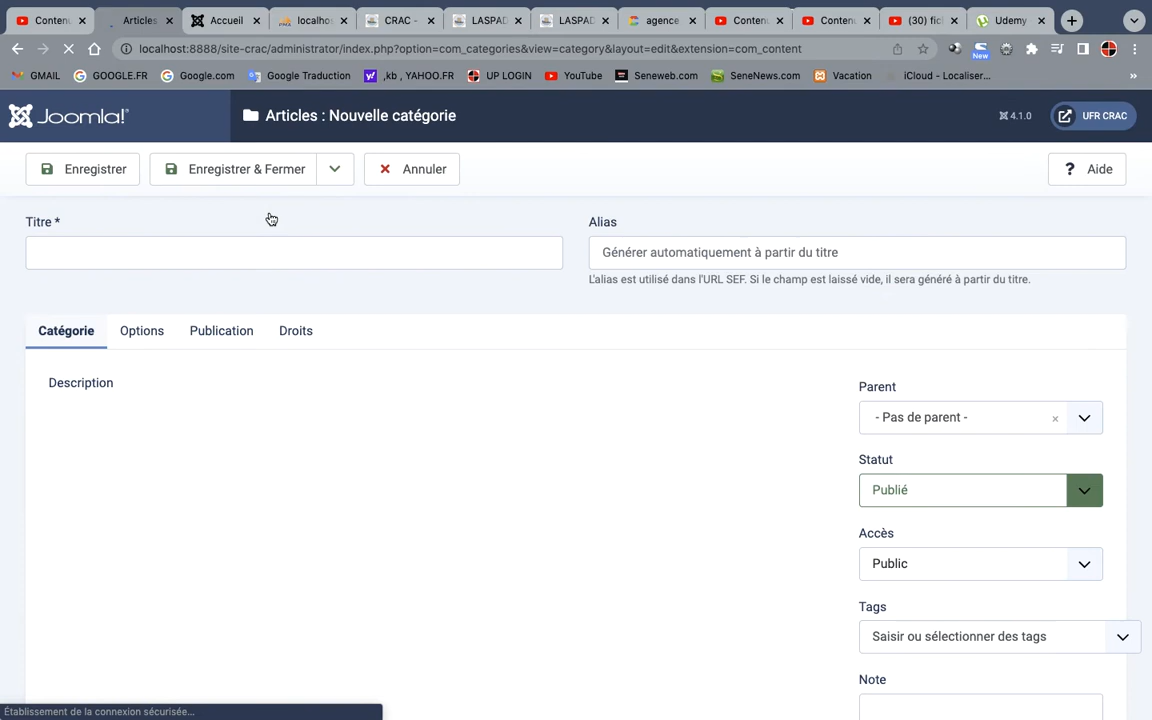 Contenu
Articles
Accueil
localhos
CRAC -
LASPAD
LASPAD
agence
Conten
Conten
(30) fic
Udemy
localhost:8888/site-crac/administrator/index.php?option=com_categories&view=category&layout=edit&extension=com_content
New
GMAIL GOOGLE.FR Google.com Google Traduction ,kb , YAHOO.FR UP LOGIN YouTube Seneweb.com SeneNews.com Vacation iCloud - Localiser... »
Joomla!® Articles : Nouvelle catégorie 4.1.0 UFR CRAC
Enregistrer Enregistrer & Fermer Annuler ? Aide
Titre * Alias
Générer automatiquement à partir du titre
L'alias est utilisé dans l'URL SEF. Si le champ est laissé vide, il sera généré à partir du titre.
Catégorie Options Publication Droits
Description
Parent
- Pas de parent -
Statut
Publié
Accès
Public
Tags
Saisir ou sélectionner des tags
Note
Établissement de la connexion sécurisée...